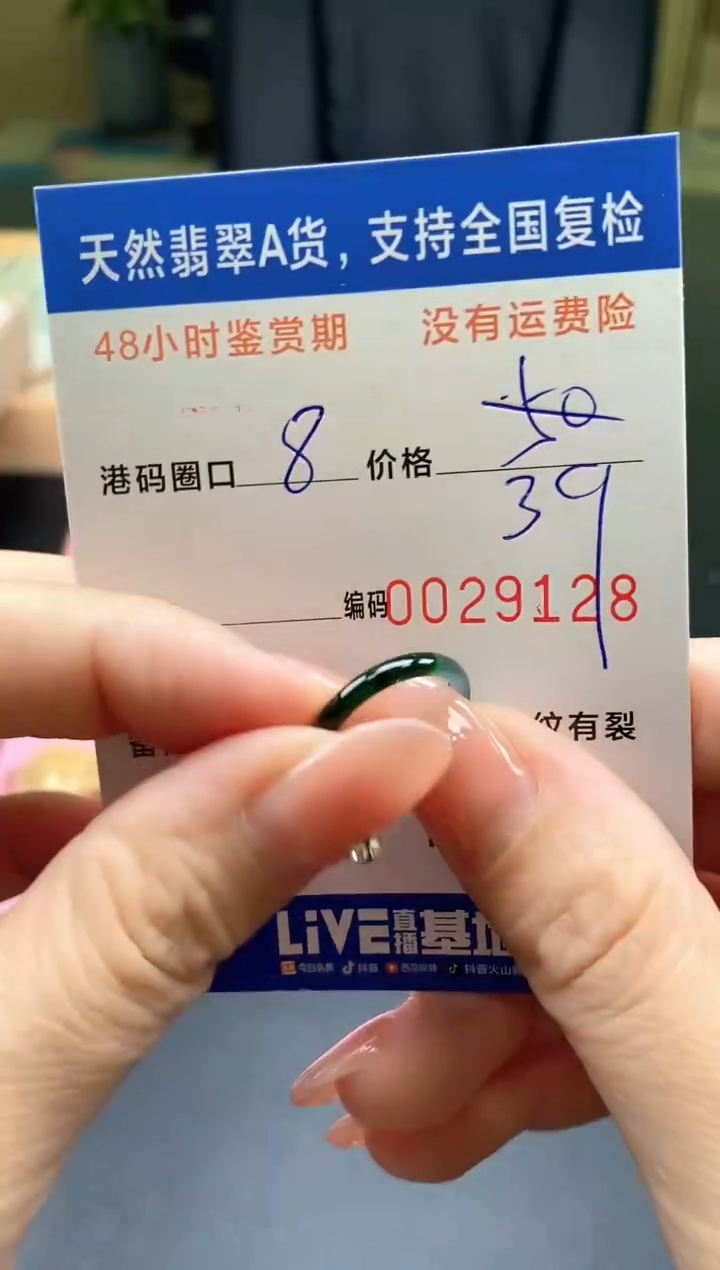 天然翡翠A货，支持全国复检
48小时鉴赏期 没有运费险
50
港码圈口 8 价格
39
编码0029128
纹有裂
LiVE直播基地
今日头条 抖音 西瓜视频 抖音火山